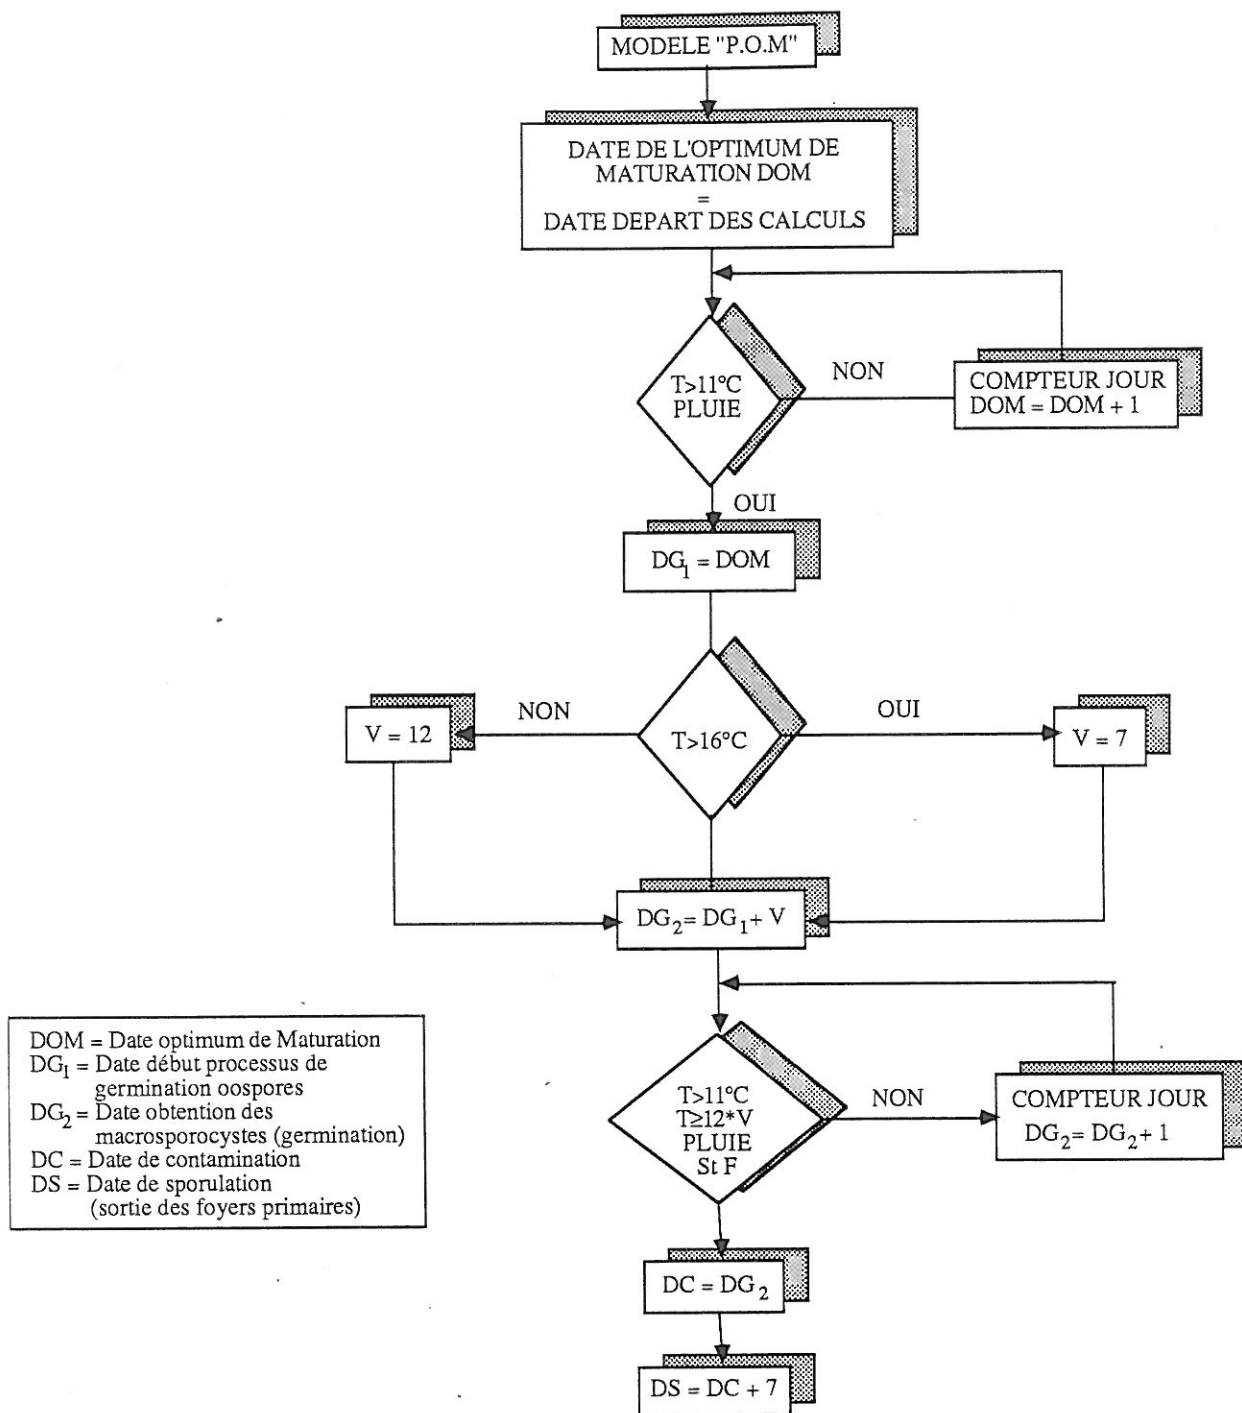 MODELE "P.O.M"
DATE DE L'OPTIMUM DE
MATURATION DOM
=
DATE DEPART DES CALCULS
T>11°C
PLUIE
NON
COMPTEUR JOUR
DOM = DOM + 1
OUI
DG1 = DOM
NON
OUI
V = 12
T>16°C
V = 7
DG2= DG1+ V
DOM = Date optimum de Maturation
DG1 = Date début processus de
germination oospores
DG2 = Date obtention des
macrosporocystes (germination)
DC = Date de contamination
DS = Date de sporulation
(sortie des foyers primaires)
T>11°C
T≥12*V
PLUIE
St F
NON
COMPTEUR JOUR
DG2= DG2+ 1
DC = DG2
DS = DC + 7